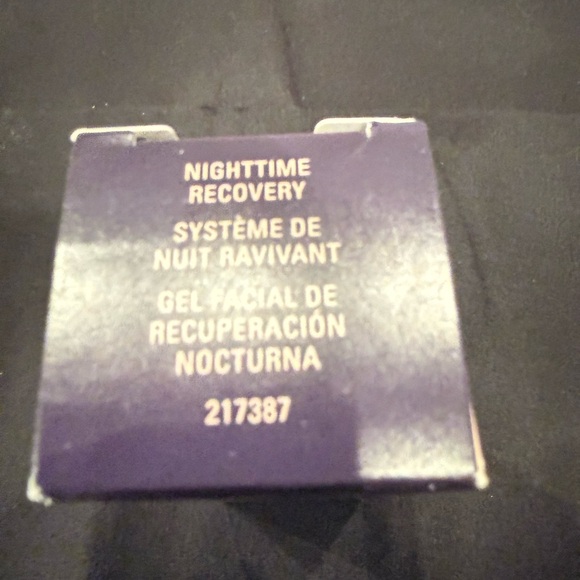 NIGHTTIME
RECOVERY
SYSTÈME DE
NUIT RAVIVANT
GEL FACIAL DE
RECUPERACIÓN
NOCTURNA
217387